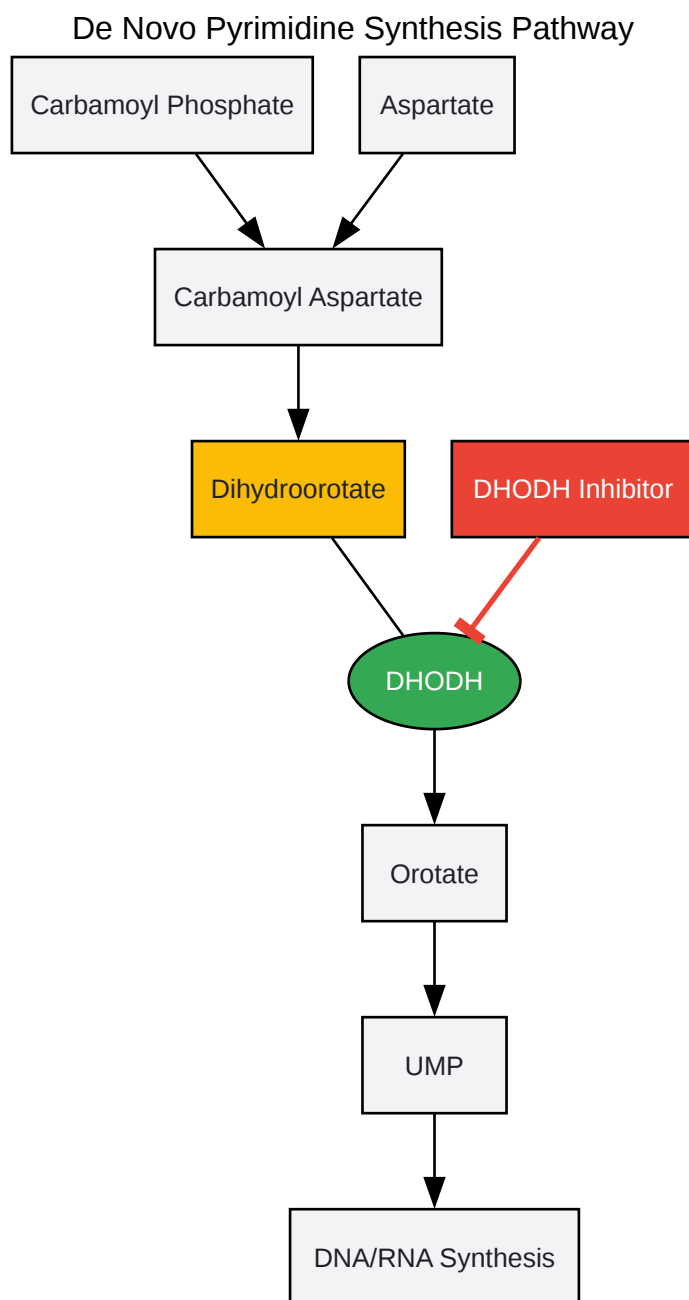 De Novo Pyrimidine Synthesis Pathway
Carbamoyl Phosphate
Aspartate
Carbamoyl Aspartate
Dihydroorotate
DHODH Inhibitor
DHODH
Orotate
UMP
DNA/RNA Synthesis